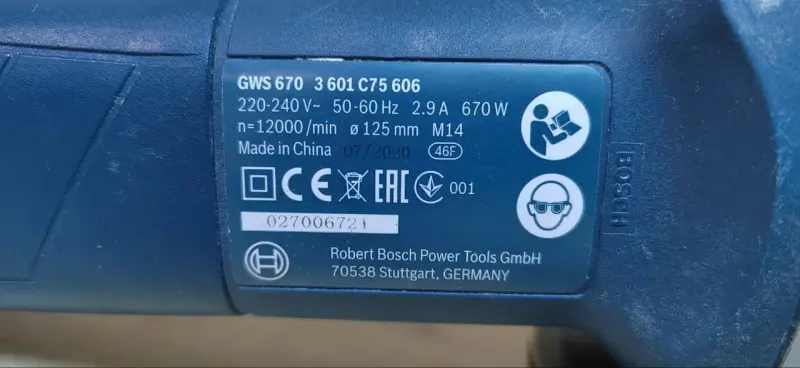 GWS 670 3 601 C75 606
220-240 V~ 50-60 Hz 2.9 A 670 W
n=12000/min ø 125 mm M14
Made in China 07/2020 46F
CE EAC 001
027006721
Robert Bosch Power Tools GmbH
70538 Stuttgart, GERMANY
BOSCH